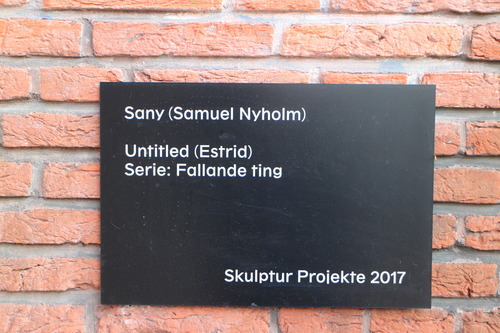 Sany (Samuel Nyholm)
Untitled (Estrid)
Serie: Fallande ting
Skulptur Projekte 2017